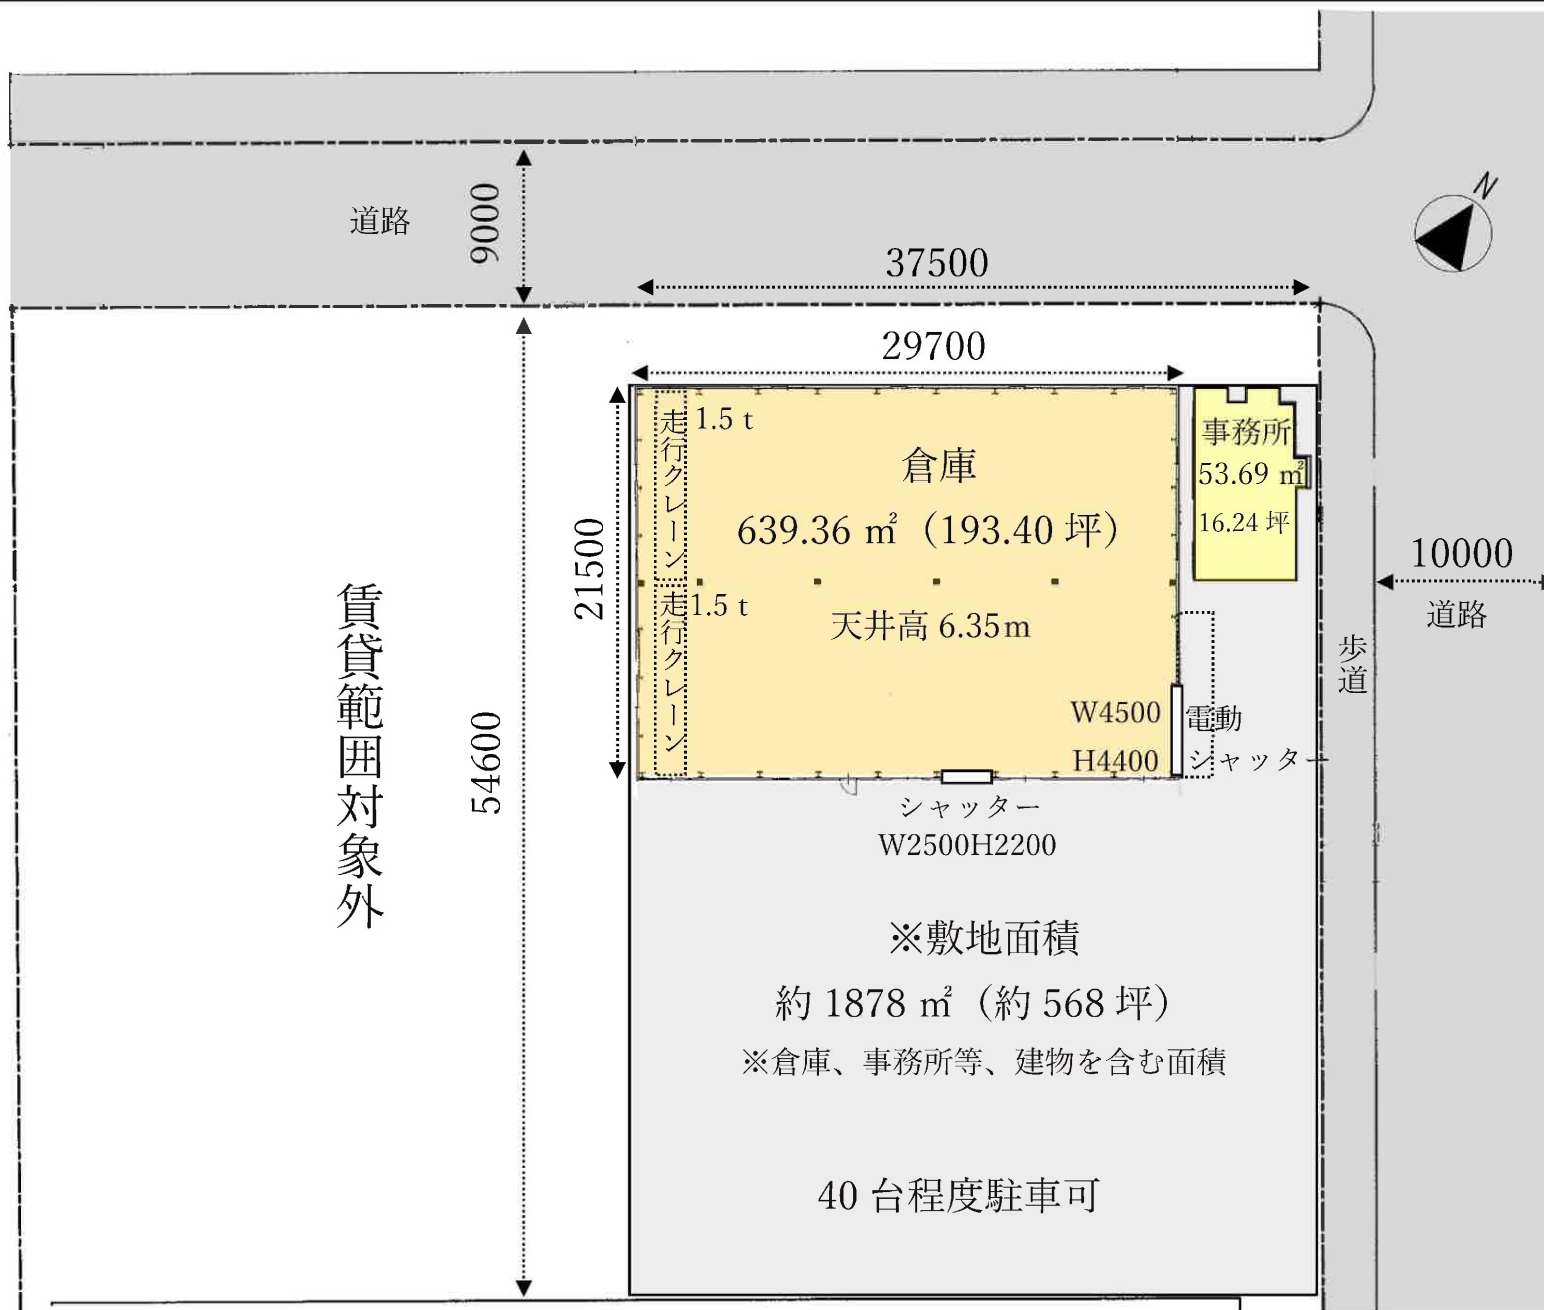 N
道路
9000
37500
29700
走行クレーン
1.5 t
倉庫
639.36 ㎡（193.40 坪）
事務所
53.69 ㎡
16.24 坪
21500
走行クレーン
1.5 t
天井高 6.35m
10000
道路
歩道
賃貸範囲対象外
54600
W4500
H4400
電動
シャッター
シャッター
W2500H2200
※敷地面積
約 1878 ㎡（約 568 坪）
※倉庫、事務所等、建物を含む面積
40 台程度駐車可